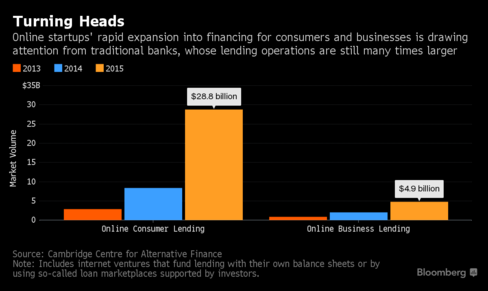 Turning Heads
Online startups' rapid expansion into financing for consumers and businesses is drawing
attention from traditional banks, whose lending operations are still many times larger
2013 2014 2015
$35B
30
25
20
15
10
5
0
Market Volume
$28.8 billion
$4.9 billion
Online Consumer Lending
Online Business Lending
Source: Cambridge Centre for Alternative Finance
Note: Includes internet ventures that fund lending with their own balance sheets or by
using so-called loan marketplaces supported by investors.
Bloomberg